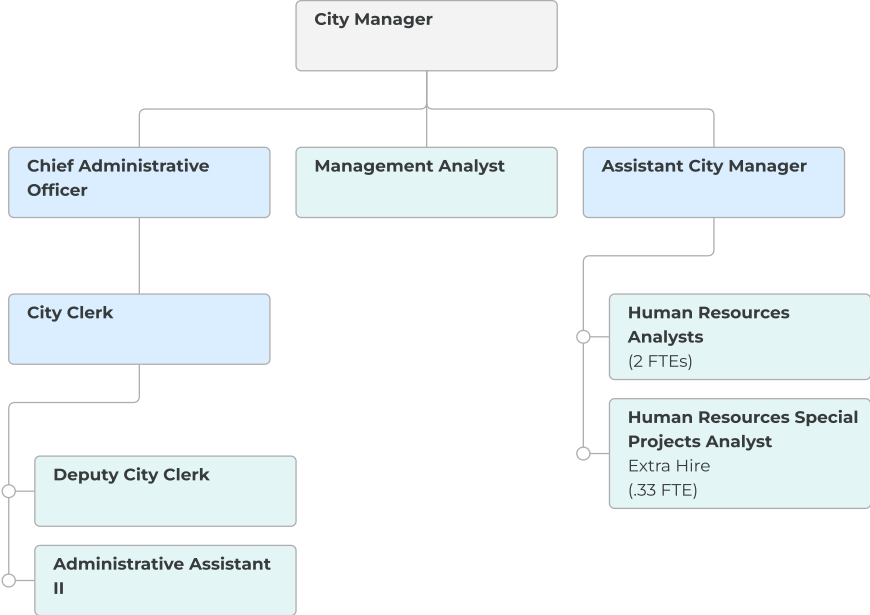 City Manager
Chief Administrative
Officer
Management Analyst
Assistant City Manager
City Clerk
Human Resources
Analysts
(2 FTEs)
Human Resources Special
Projects Analyst
Extra Hire
(.33 FTE)
Deputy City Clerk
Administrative Assistant
II